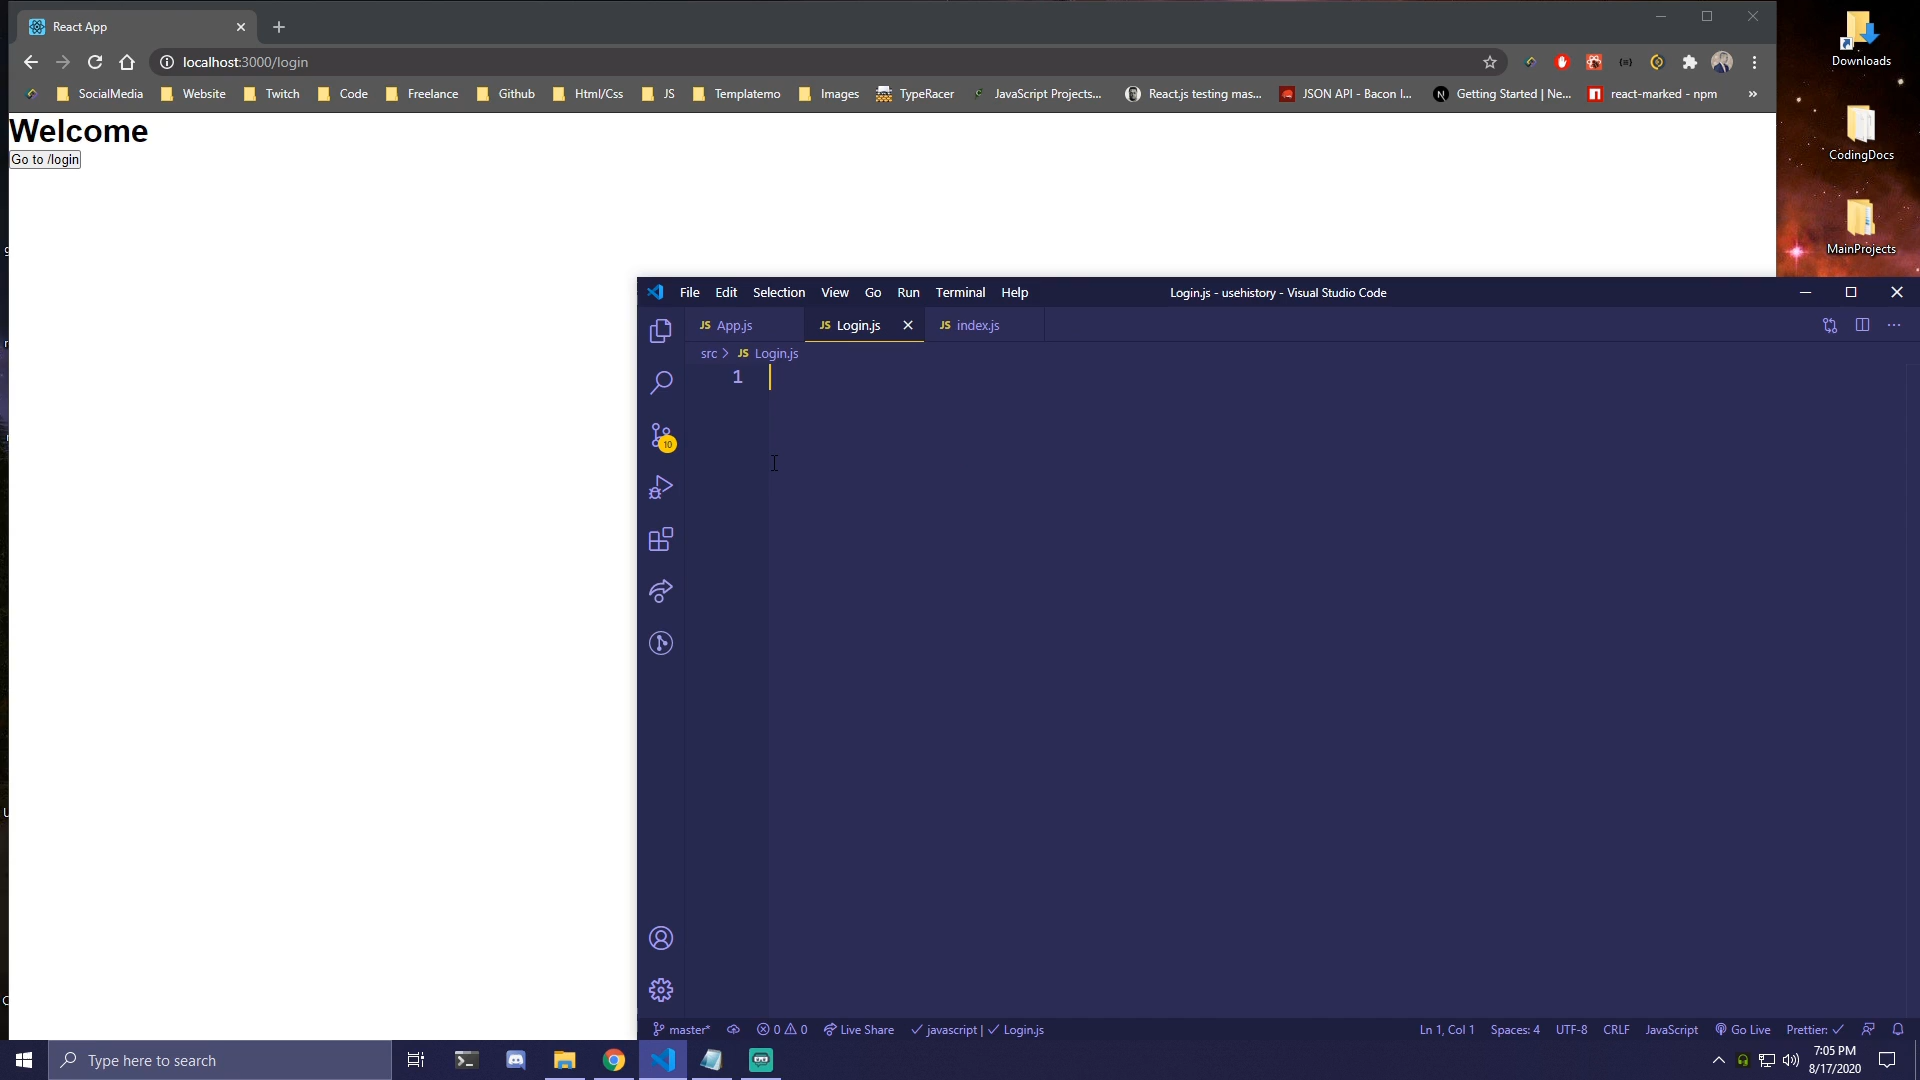 React App
localhost:3000/login
SocialMedia Website Twitch Code Freelance Github Html/Css JS Templatemo Images TypeRacer JavaScript Projects... React.js testing mas... JSON API - Bacon I... Getting Started | Ne... react-marked - npm »
Welcome
Go to /login
Downloads
CodingDocs
MainProjects
File Edit Selection View Go Run Terminal Help Login.js - usehistory - Visual Studio Code
JS App.js JS Login.js JS index.js
src > JS Login.js
1
10
master* 0 0 Live Share javascript | Login.js Ln 1, Col 1 Spaces: 4 UTF-8 CRLF JavaScript Go Live Prettier:
Type here to search
7:05 PM
8/17/2020